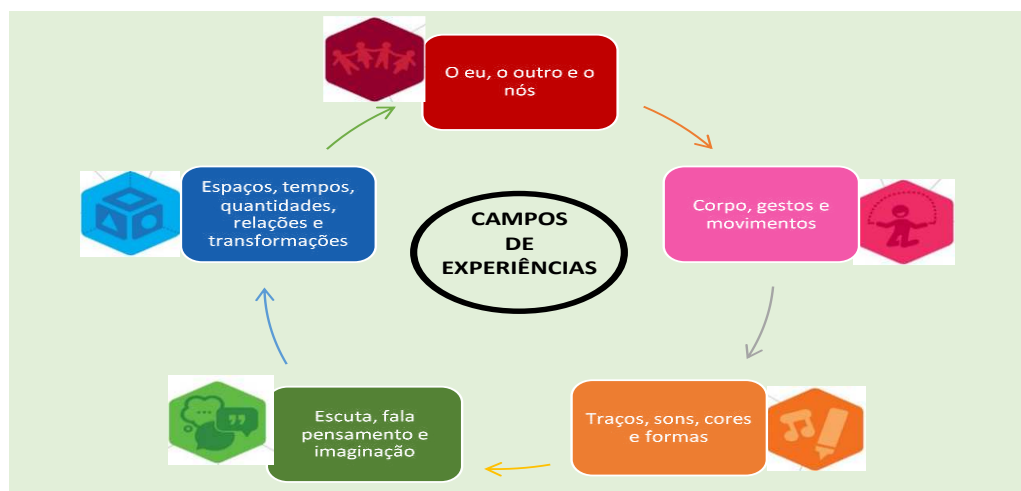 O eu, o outro e o
nós
Espaços, tempos,
quantidades,
relações e
transformações
CAMPOS
DE
EXPERIÊNCIAS
Corpo, gestos e
movimentos
Escuta, fala
pensamento e
imaginação
Traços, sons, cores
e formas